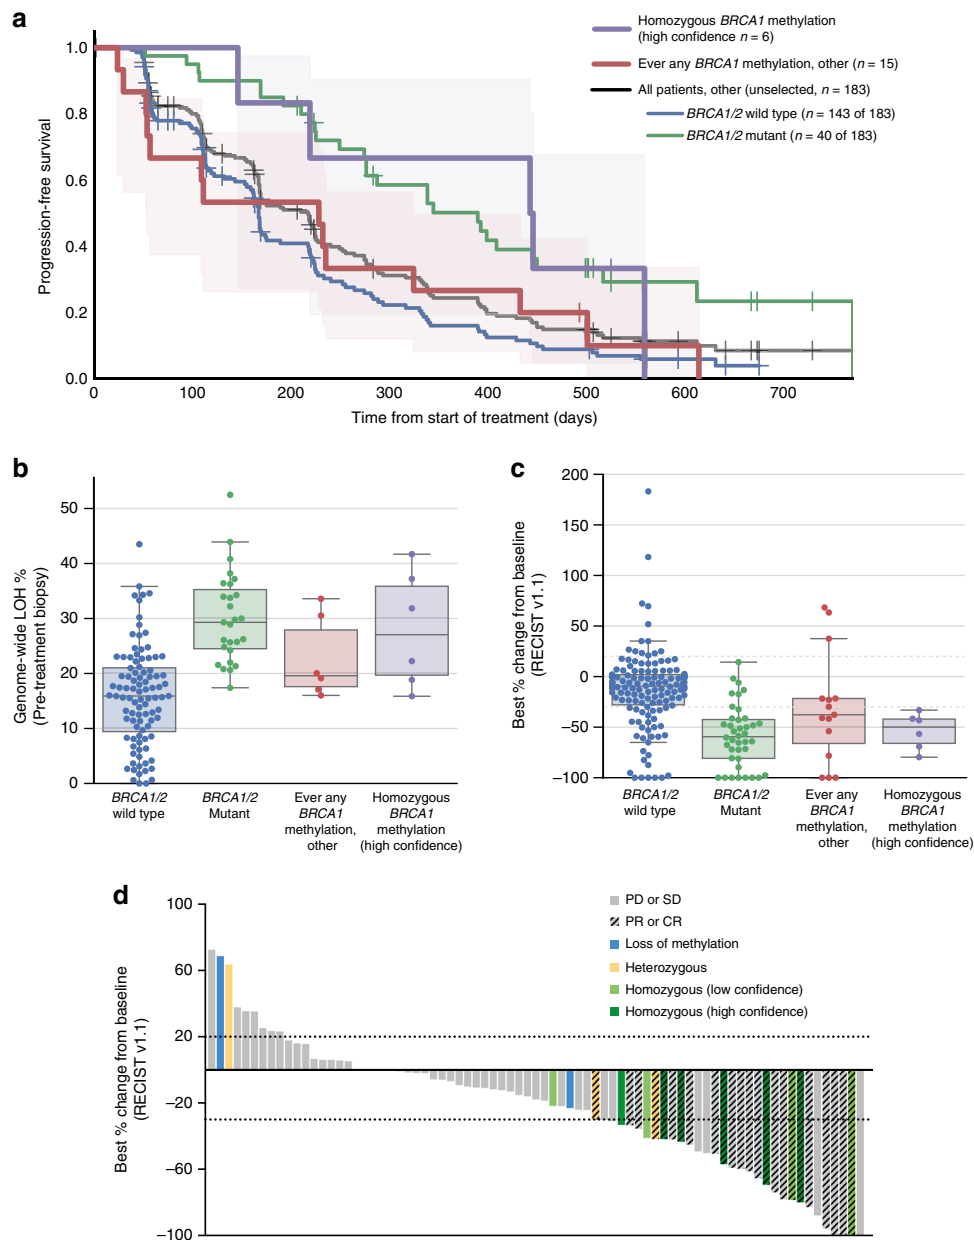 a
Homozygous BRCA1 methylation
(high confidence n = 6)
Ever any BRCA1 methylation, other (n = 15)
All patients, other (unselected, n = 183)
BRCA1/2 wild type (n = 143 of 183)
BRCA1/2 mutant (n = 40 of 183)
Progression-free survival
1.0
0.8
0.6
0.4
0.2
0.0
0
100
200
300
400
500
600
700
Time from start of treatment (days)
b
Genome-wide LOH %
(Pre-treatment biopsy)
50
40
30
20
10
0
BRCA1/2
wild type
BRCA1/2
Mutant
Ever any
BRCA1
methylation,
other
Homozygous
BRCA1
methylation
(high confidence)
c
Best % change from baseline
(RECIST v1.1)
200
150
100
50
0
−50
−100
BRCA1/2
wild type
BRCA1/2
Mutant
Ever any
BRCA1
methylation,
other
Homozygous
BRCA1
methylation
(high confidence)
d
Best % change from baseline
(RECIST v1.1)
100
60
20
−20
−60
−100
PD or SD
PR or CR
Loss of methylation
Heterozygous
Homozygous (low confidence)
Homozygous (high confidence)